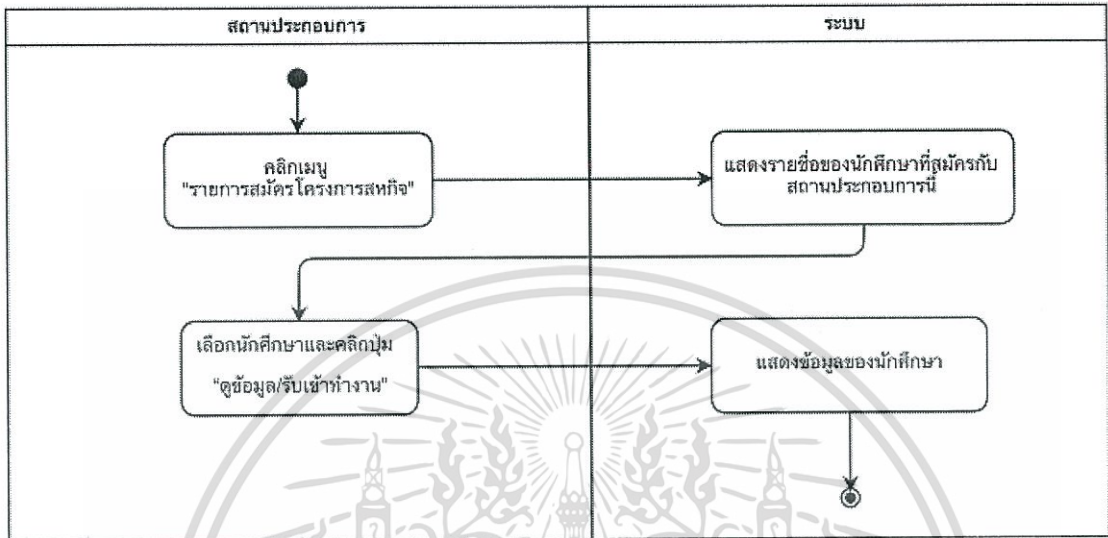 สถานประกอบการ
ระบบ
คลิกเมนู
"รายการสมัครโครงการสหกิจ"
แสดงรายชื่อของนักศึกษาที่สมัครกับ
สถานประกอบการนี้
เลือกนักศึกษาและคลิกปุ่ม
"ดูข้อมูล/รับเข้าทำงาน"
แสดงข้อมูลของนักศึกษา